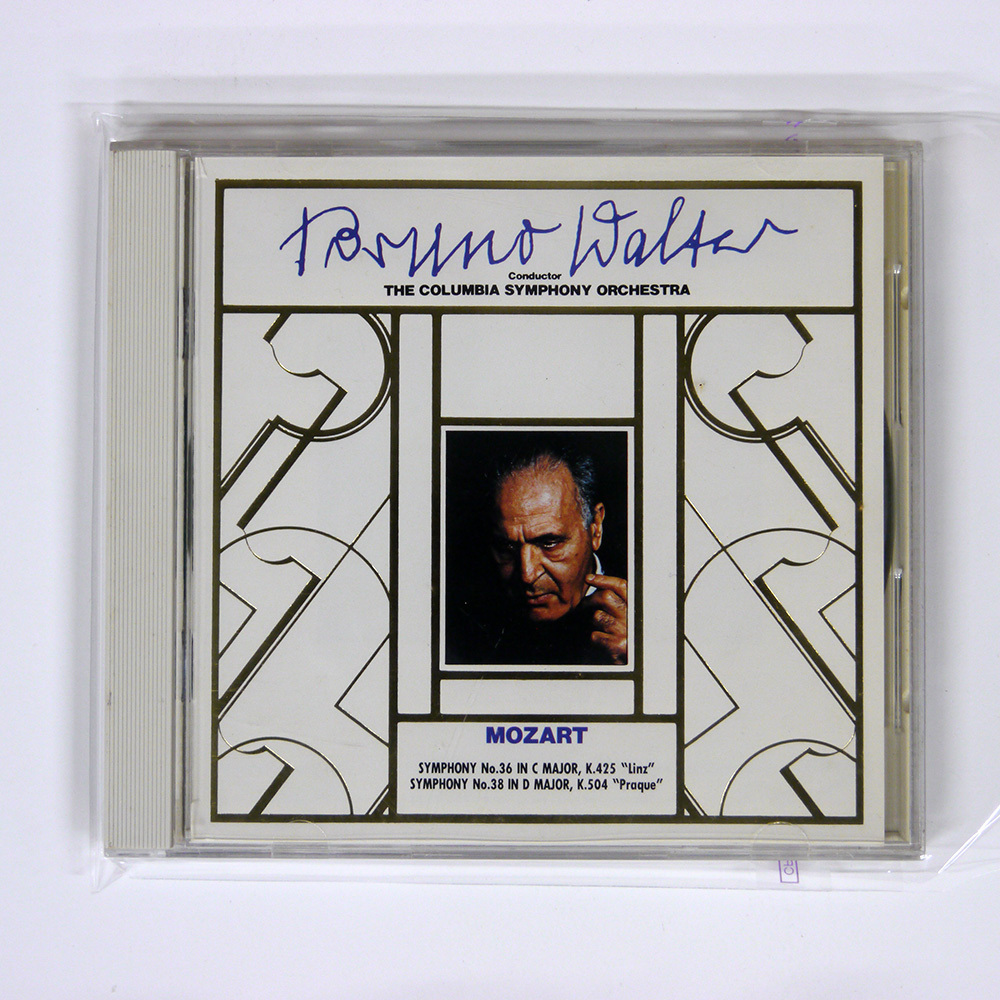 Bruno Walter
Conductor
THE COLUMBIA SYMPHONY ORCHESTRA
MOZART
SYMPHONY No.36 IN C MAJOR, K.425 "Linz"
SYMPHONY No.38 IN D MAJOR, K.504 "Praque"